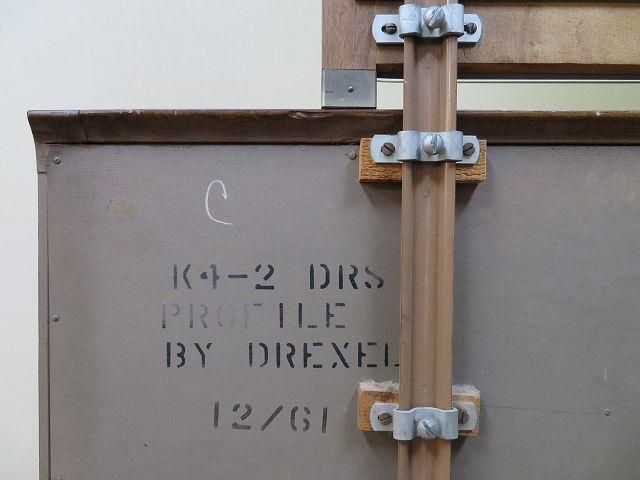 C
K4-2 DRS
PROFILE
BY DREXEL
12/61